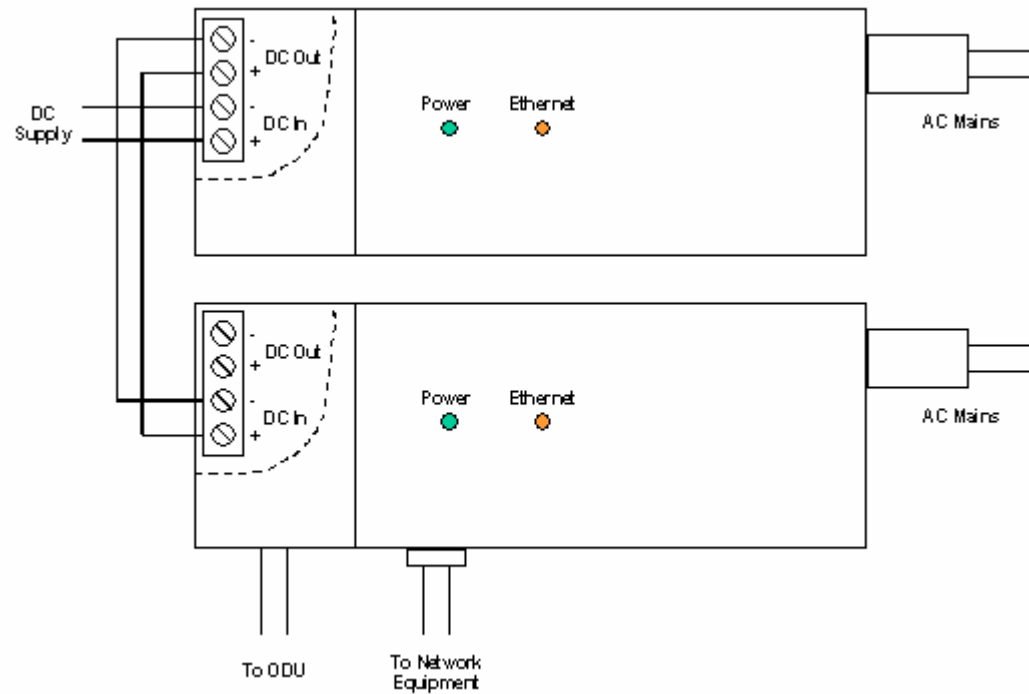 -
DC Out
+
-
DC In
+
DC
Supply
Power
Ethernet
AC Mains
-
DC Out
+
-
DC In
+
Power
Ethernet
AC Mains
To ODU
To Network
Equipment